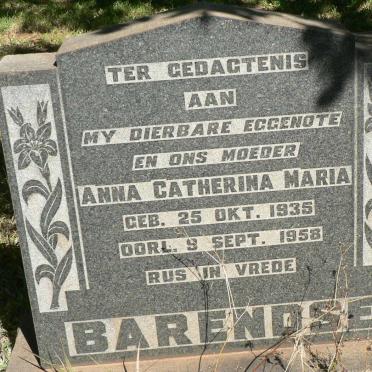 TER GEDAGTENIS
AAN
MY DIERBARE EGGENOTE
EN ONS MOEDER
ANNA CATHERINA MARIA
GEB. 25 OKT. 1935
OORL. 9 SEPT. 1958
RUS IN VREDE
BARENDSE